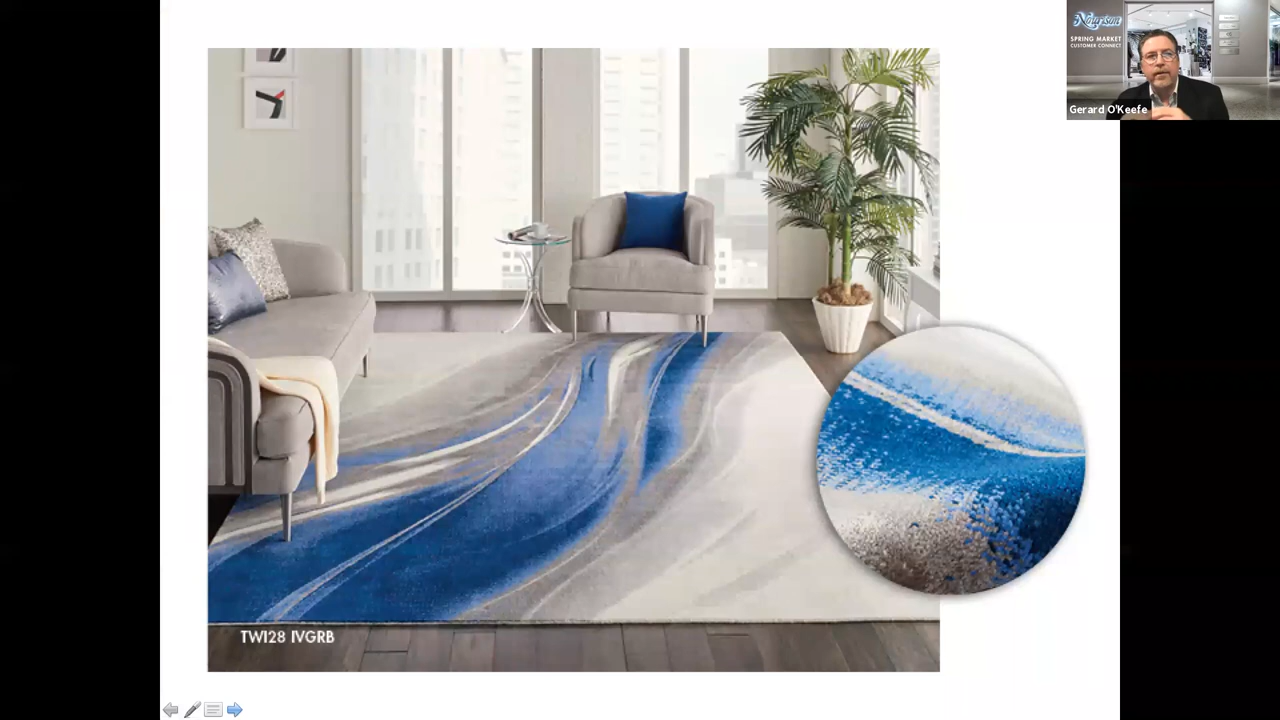 Nourison
SPRING MARKET
CUSTOMER CONNECT
Gerard O'Keefe
TWI28 IVGRB